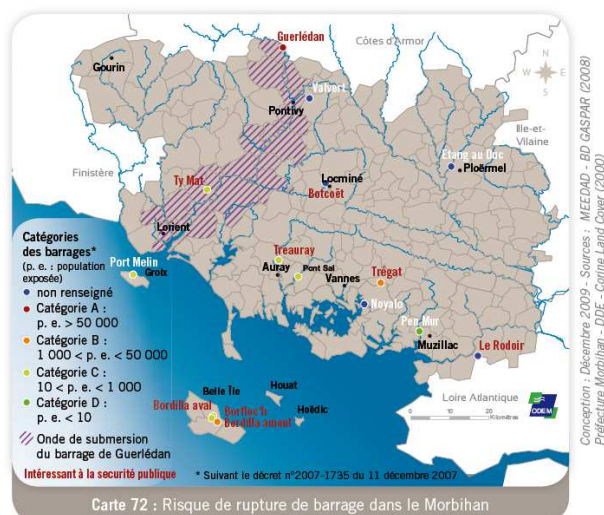 Guerlédan
Côtes d'Armor
Gourin
N
W
E
S
Valvert
Pontivy
Ille-et-
Vilaine
Etang au Duc
Ploërmel
Finistère
Ty Mat
Locminé
Botcoët
Lorient
Catégories
des barrages*
(p. e. : population
exposée)
non renseigné
Catégorie A :
p. e. > 50 000
Catégorie B :
1 000 < p. e. < 50 000
Catégorie C :
10 < p. e. < 1 000
Catégorie D :
p. e. < 10
Onde de submersion
du barrage de Guerlédan
Intéressant à la securité publique
Port Melin
Groix
Treauray
Auray
Pont Sal
Vannes
Trégat
Noyalo
Pen Mur
Muzillac
Le Rodoir
Belle Île
Houat
Hoëdic
Bordilla aval
Borfloc'h
Bordilla amont
Loire Atlantique
0
10
Kilomètres
ODEM
* Suivant le décret n°2007-1735 du 11 décembre 2007
Carte 72 : Risque de rupture de barrage dans le Morbihan
Conception : Décembre 2009 - Sources : MEEDAD - BD GASPAR (2008)
Préfecture Morbihan - DDE - Corine Land Cover (2000)